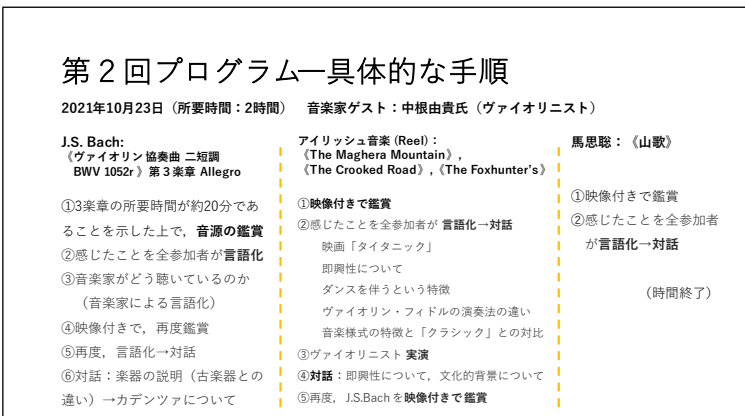 第２回プログラム―具体的な手順
2021年10月23日（所要時間：2時間）　音楽家ゲスト：中根由貴氏（ヴァイオリニスト）
J.S. Bach:
《ヴァイオリン協奏曲 二短調
BWV 1052r 》第３楽章 Allegro
①3楽章の所要時間が約20分であ
ることを示した上で，音源の鑑賞
②感じたことを全参加者が言語化
③音楽家がどう聴いているのか
（音楽家による言語化）
④映像付きで，再度鑑賞
⑤再度，言語化→対話
⑥対話：楽器の説明（古楽器との
違い）→カデンツァについて
アイリッシュ音楽 (Reel)：
《The Maghera Mountain》,
《The Crooked Road》,《The Foxhunter's》
①映像付きで鑑賞
②感じたことを全参加者が 言語化→対話
映画「タイタニック」
即興性について
ダンスを伴うという特徴
ヴァイオリン・フィドルの演奏法の違い
音楽様式の特徴と「クラシック」との対比
③ヴァイオリニスト 実演
④対話：即興性について，文化的背景について
⑤再度，J.S.Bach を映像付きで 鑑賞
馬思聡：《山歌》
①映像付きで鑑賞
②感じたことを全参加者
が言語化→対話
（時間終了）